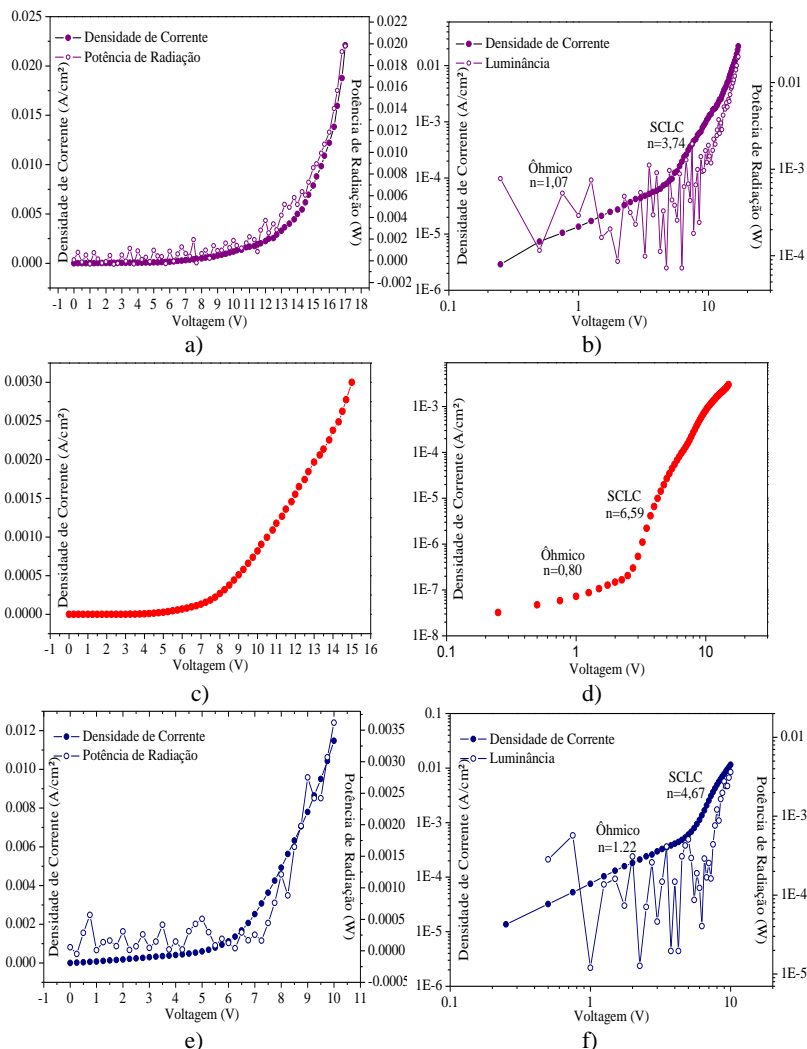 0.025
0.020
0.015
0.010
0.005
0.000
Densidade de Corrente (A/cm²)
Densidade de Corrente
Potência de Radiação
0.022
0.020
0.018
0.016
0.014
0.012
0.010
0.008
0.006
0.004
0.002
0.000
-0.002
Potência de Radiação (W)
-1 0 1 2 3 4 5 6 7 8 9 10 11 12 13 14 15 16 17 18
Voltagem (V)
a)
0.01
1E-3
1E-4
1E-5
1E-6
Densidade de Corrente (A/cm²)
Densidade de Corrente
Luminância
SCLC
n=3,74
Ôhmico
n=1,07
0.01
1E-3
1E-4
Potência de Radiação (W)
0.1 1 10
Voltagem (V)
b)
0.0030
0.0025
0.0020
0.0015
0.0010
0.0005
0.0000
Densidade de Corrente (A/cm²)
-1 0 1 2 3 4 5 6 7 8 9 10 11 12 13 14 15 16
Voltagem (V)
c)
1E-3
1E-4
1E-5
1E-6
1E-7
1E-8
Densidade de Corrente (A/cm²)
SCLC
n=6,59
Ôhmico
n=0,80
0.1 1 10
Voltagem (V)
d)
0.012
0.010
0.008
0.006
0.004
0.002
0.000
Densidade de Corrente (A/cm²)
Densidade de Corrente
Potência de Radiação
0.0035
0.0030
0.0025
0.0020
0.0015
0.0010
0.0005
0.0000
-0.0005
Potência de Radiação (W)
-1 0 1 2 3 4 5 6 7 8 9 10 11
Voltagem (V)
e)
0.1
0.01
1E-3
1E-4
1E-5
1E-6
Densidade de Corrente (A/cm²)
Densidade de Corrente
Luminância
SCLC
n=4,67
Ôhmico
n=1.22
0.01
1E-3
1E-4
1E-5
Potência de Radiação (W)
0.1 1 10
Voltagem (V)
f)